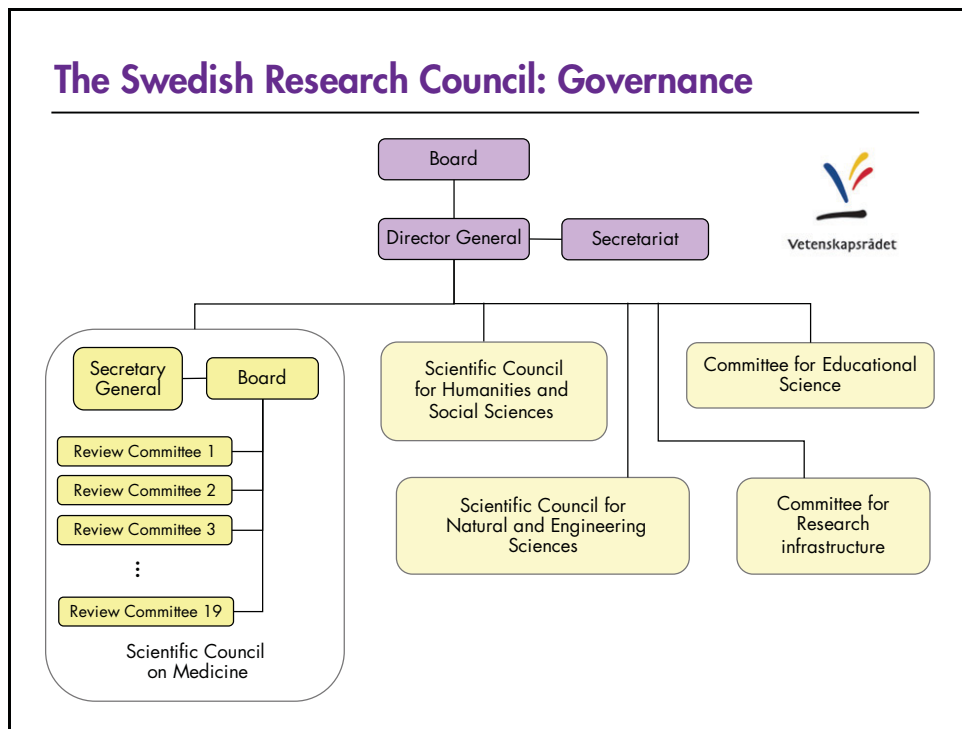 The Swedish Research Council: Governance
Board
Director General
Secretariat
Vetenskapsrådet
Secretary
General
Board
Review Committee 1
Review Committee 2
Review Committee 3
⋮
Review Committee 19
Scientific Council
on Medicine
Scientific Council
for Humanities and
Social Sciences
Scientific Council for
Natural and Engineering
Sciences
Committee for Educational
Science
Committee for
Research
infrastructure